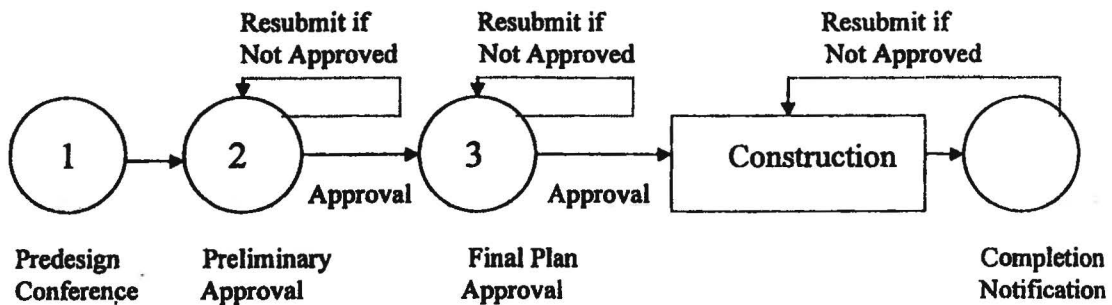 Resubmit if
Not Approved
Resubmit if
Not Approved
Resubmit if
Not Approved
1
2
3
Construction
Approval
Approval
Predesign
Conference
Preliminary
Approval
Final Plan
Approval
Completion
Notification